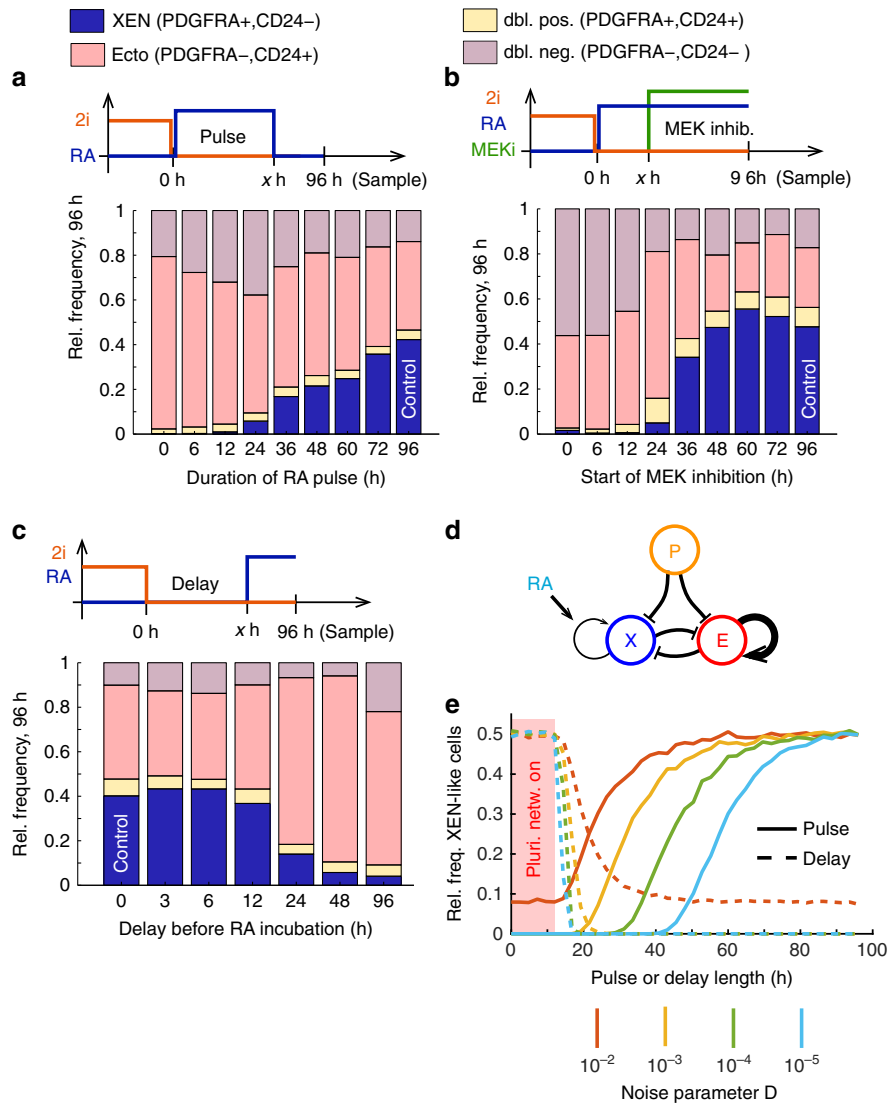 XEN (PDGFRA+,CD24−)
Ecto (PDGFRA−,CD24+)
dbl. pos. (PDGFRA+,CD24+)
dbl. neg. (PDGFRA−,CD24− )
a
2i
RA
Pulse
0 h
x h
96 h (Sample)
Rel. frequency, 96 h
1
0.8
0.6
0.4
0.2
0
Control
0 6 12 24 36 48 60 72 96
Duration of RA pulse (h)
b
2i
RA
MEKi
MEK inhib.
0 h
x h
9 6h (Sample)
Rel. frequency, 96 h
1
0.8
0.6
0.4
0.2
0
Control
0 6 12 24 36 48 60 72 96
Start of MEK inhibition (h)
c
2i
RA
Delay
0 h
x h
96 h (Sample)
Rel. frequency, 96 h
1
0.8
0.6
0.4
0.2
0
Control
0 3 6 12 24 48 96
Delay before RA incubation (h)
d
P
RA
X
E
e
Rel. freq. XEN-like cells
0.5
0.4
0.3
0.2
0.1
0
Pluri. netw. on
Pulse
Delay
0 20 40 60 80 100
Pulse or delay length (h)
10⁻² 10⁻³ 10⁻⁴ 10⁻⁵
Noise parameter D